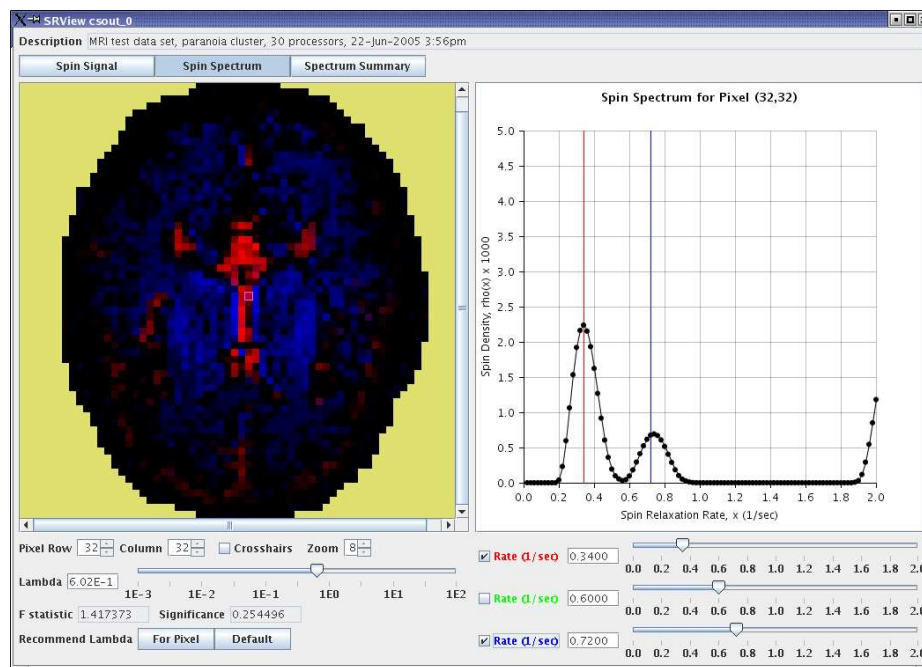 SRView csout_0
Description MRI test data set, paranoia cluster, 30 processors, 22-Jun-2005 3:56pm
Spin Signal Spin Spectrum Spectrum Summary
Spin Spectrum for Pixel (32,32)
5.0
4.5
4.0
3.5
3.0
2.5
2.0
1.5
1.0
0.5
0.0
Spin Density, rho(x) x 1000
0.0 0.2 0.4 0.6 0.8 1.0 1.2 1.4 1.6 1.8 2.0
Spin Relaxation Rate, x (1/sec)
Pixel Row 32 Column 32 Crosshairs Zoom 8
Lambda 6.02E-1
1E-3 1E-1 1E0 1E1 1E2
F statistic 1.417373 Significance 0.254496
Recommend Lambda For Pixel Default
Rate (1/sec) 0.3400
0.0 0.2 0.4 0.6 0.8 1.0 1.2 1.4 1.6 1.8 2.0
Rate (1/sec) 0.6000
0.0 0.2 0.4 0.6 0.8 1.0 1.2 1.4 1.6 1.8 2.0
Rate (1/sec) 0.7200
0.0 0.2 0.4 0.6 0.8 1.0 1.2 1.4 1.6 1.8 2.0